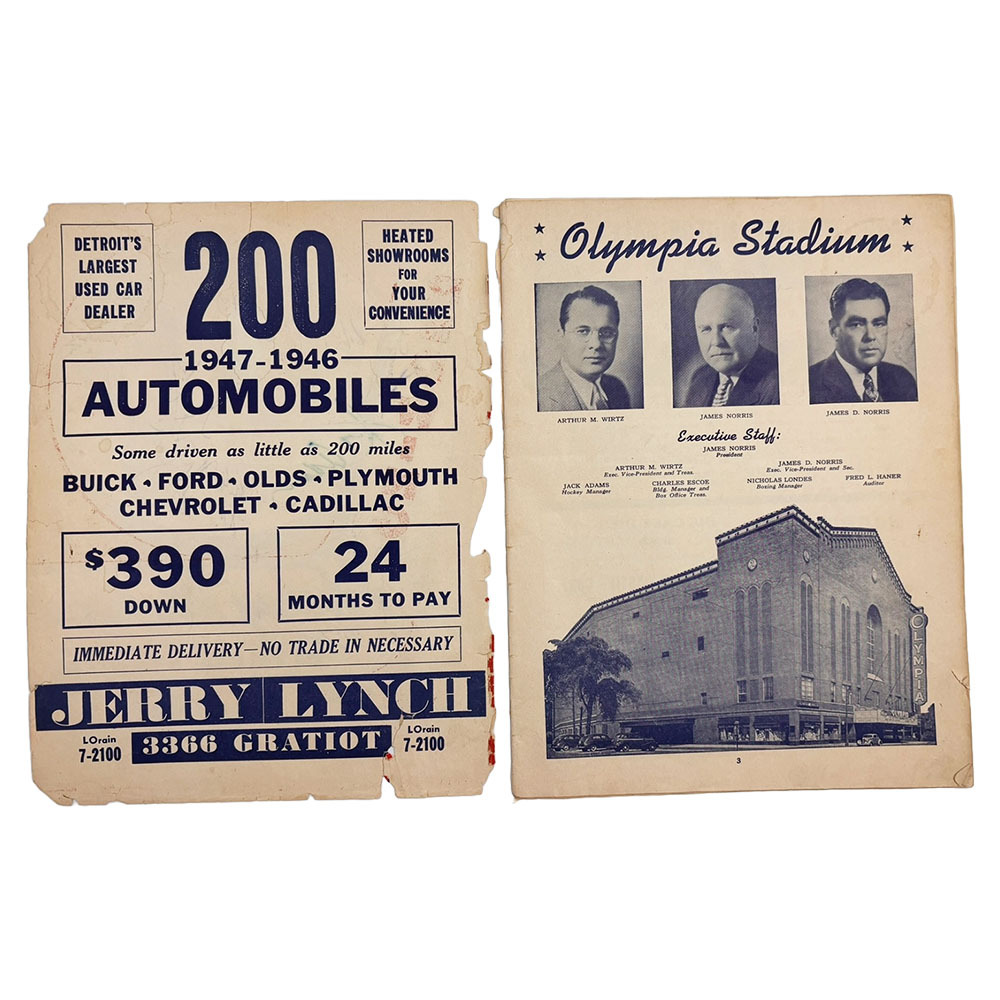 DETROIT'S
LARGEST
USED CAR
DEALER
200
HEATED
SHOWROOMS
FOR
YOUR
CONVENIENCE
1947-1946
AUTOMOBILES
Some driven as little as 200 miles
BUICK • FORD • OLDS • PLYMOUTH
CHEVROLET • CADILLAC
$390
DOWN
24
MONTHS TO PAY
IMMEDIATE DELIVERY—NO TRADE IN NECESSARY
JERRY LYNCH
LOrain
7-2100
3366 GRATIOT
LOrain
7-2100
Olympia Stadium
ARTHUR M. WIRTZ
JAMES NORRIS
JAMES D. NORRIS
Executive Staff:
JAMES NORRIS
President
ARTHUR M. WIRTZ
Exec. Vice-President and Treas.
JAMES D. NORRIS
Exec. Vice-President and Sec.
JACK ADAMS
Hockey Manager
CHARLES ESCOE
Bldg. Manager and
Box Office Treas.
NICHOLAS LONDES
Boxing Manager
FRED L. HANER
Auditor
OLYMPIA
3